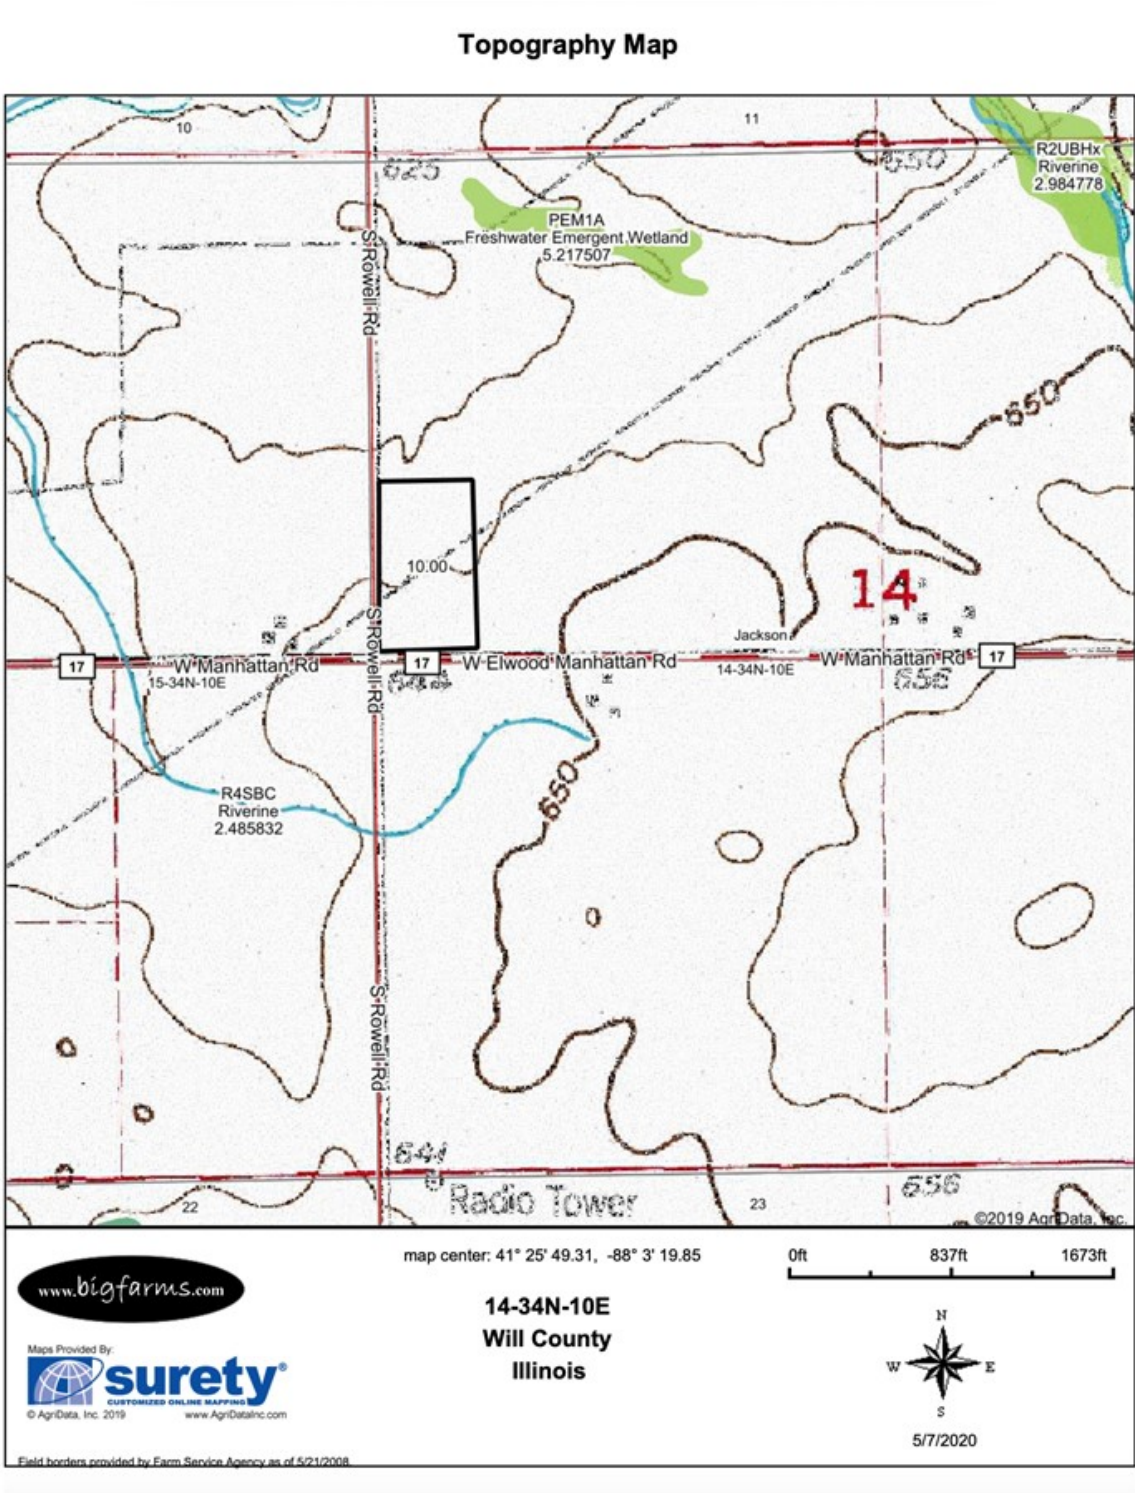 Topography Map
10
11
625
650
R2UBHx
Riverine
2.984778
PEM1A
Freshwater Emergent Wetland
5.217507
S Rowell Rd
650
10.00
14
S Rowell Rd
Jackson
17
W Manhattan Rd
17
W Elwood Manhattan Rd
W Manhattan Rd
17
15-34N-10E
14-34N-10E
656
650
R4SBC
Riverine
2.485832
S Rowell Rd
641
656
22
Radio Tower
23
©2019 AgriData, Inc.
map center: 41° 25' 49.31, -88° 3' 19.85
0ft 837ft 1673ft
www.bigfarms.com
14-34N-10E
Will County
Illinois
N
W E
S
Maps Provided By:
surety®
CUSTOMIZED ONLINE MAPPING
© AgriData, Inc. 2019 www.AgriDataInc.com
5/7/2020
Field borders provided by Farm Service Agency as of 5/21/2008.